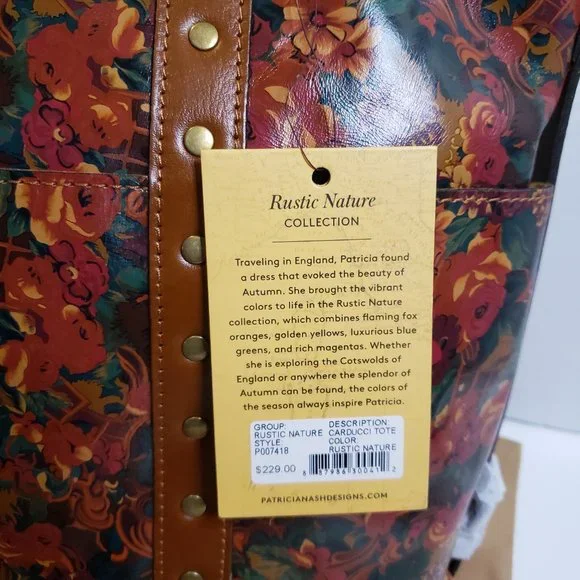 Rustic Nature
COLLECTION
Traveling in England, Patricia found
a dress that evoked the beauty of
Autumn. She brought the vibrant
colors to life in the Rustic Nature
collection, which combines flaming fox
oranges, golden yellows, luxurious blue
greens, and rich magentas. Whether
she is exploring the Cotswolds of
England or anywhere the splendor of
Autumn can be found, the colors of
the season always inspire Patricia.
GROUP: DESCRIPTION:
RUSTIC NATURE CARDUCCI TOTE
STYLE: COLOR:
P007418 RUSTIC NATURE
$229.00
PATRICIANASHDESIGNS.COM